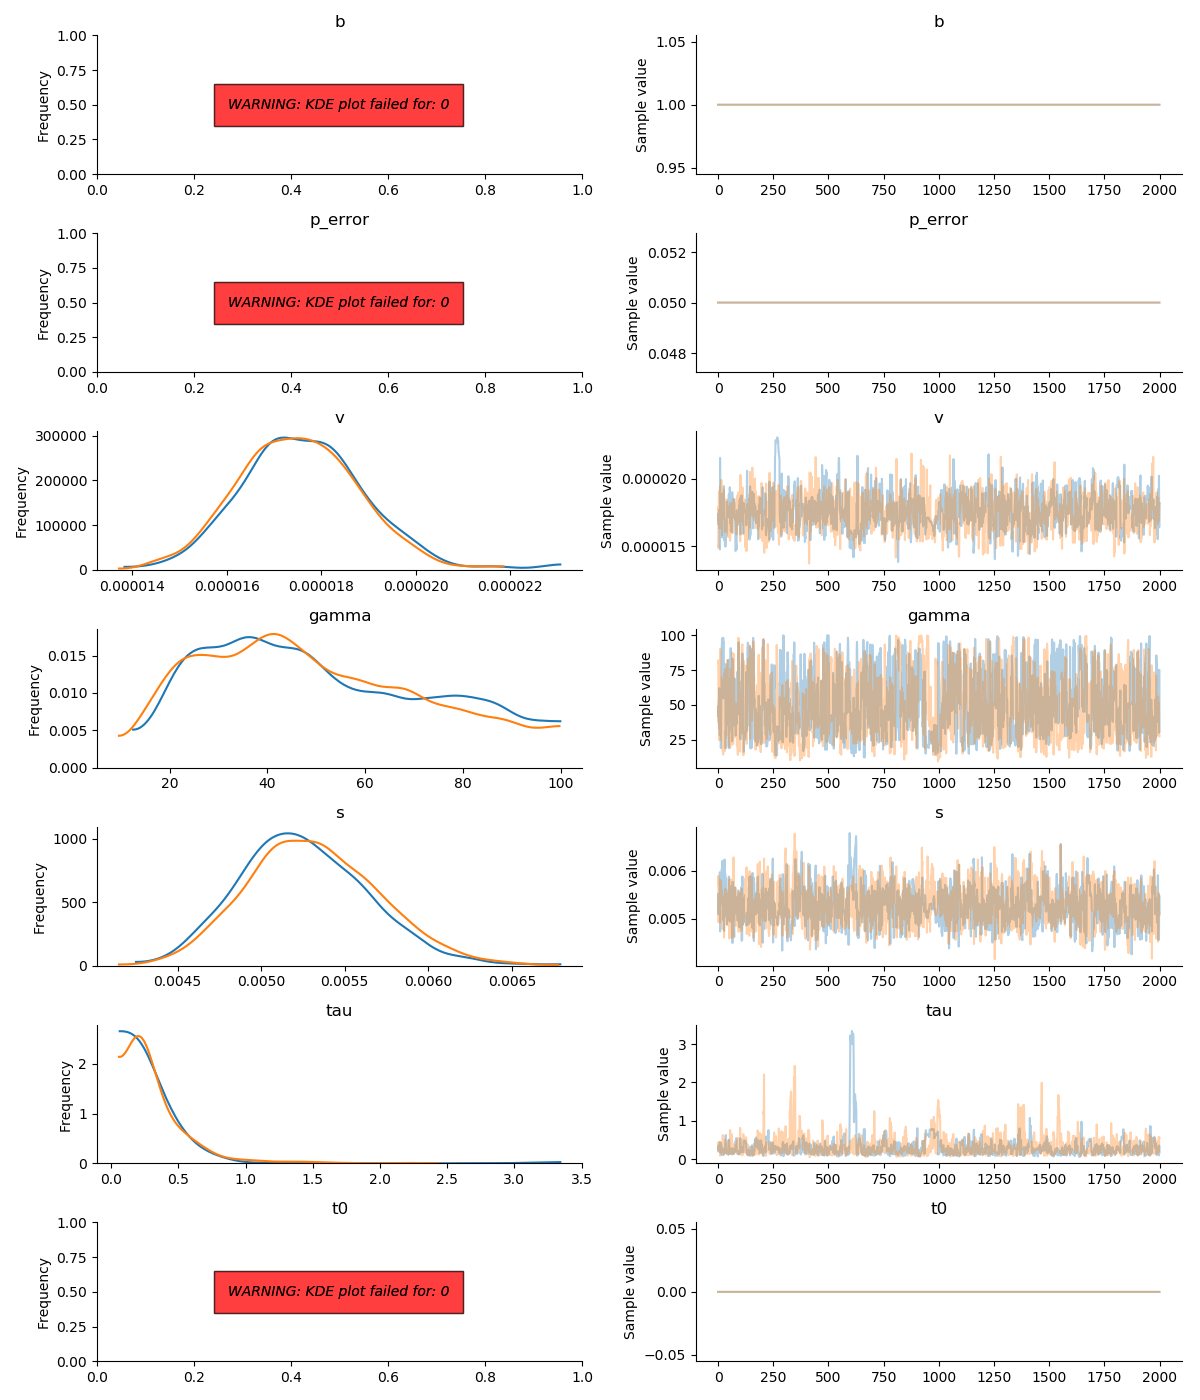 b
b
1.00
0.75
0.50
0.25
0.00
Frequency
WARNING: KDE plot failed for: 0
0.0 0.2 0.4 0.6 0.8 1.0
1.05
1.00
0.95
Sample value
0 250 500 750 1000 1250 1500 1750 2000
p_error
p_error
1.00
0.75
0.50
0.25
0.00
Frequency
WARNING: KDE plot failed for: 0
0.0 0.2 0.4 0.6 0.8 1.0
0.052
0.050
0.048
Sample value
0 250 500 750 1000 1250 1500 1750 2000
v
v
300000
200000
100000
0
Frequency
0.000014 0.000016 0.000018 0.000020 0.000022
0.000020
0.000015
Sample value
0 250 500 750 1000 1250 1500 1750 2000
gamma
gamma
0.015
0.010
0.005
0.000
Frequency
20 40 60 80 100
100
75
50
25
Sample value
0 250 500 750 1000 1250 1500 1750 2000
s
s
1000
500
0
Frequency
0.0045 0.0050 0.0055 0.0060 0.0065
0.006
0.005
Sample value
0 250 500 750 1000 1250 1500 1750 2000
tau
tau
2
1
0
Frequency
0.0 0.5 1.0 1.5 2.0 2.5 3.0 3.5
3
2
1
0
Sample value
0 250 500 750 1000 1250 1500 1750 2000
t0
t0
1.00
0.75
0.50
0.25
0.00
Frequency
WARNING: KDE plot failed for: 0
0.0 0.2 0.4 0.6 0.8 1.0
0.05
0.00
−0.05
Sample value
0 250 500 750 1000 1250 1500 1750 2000